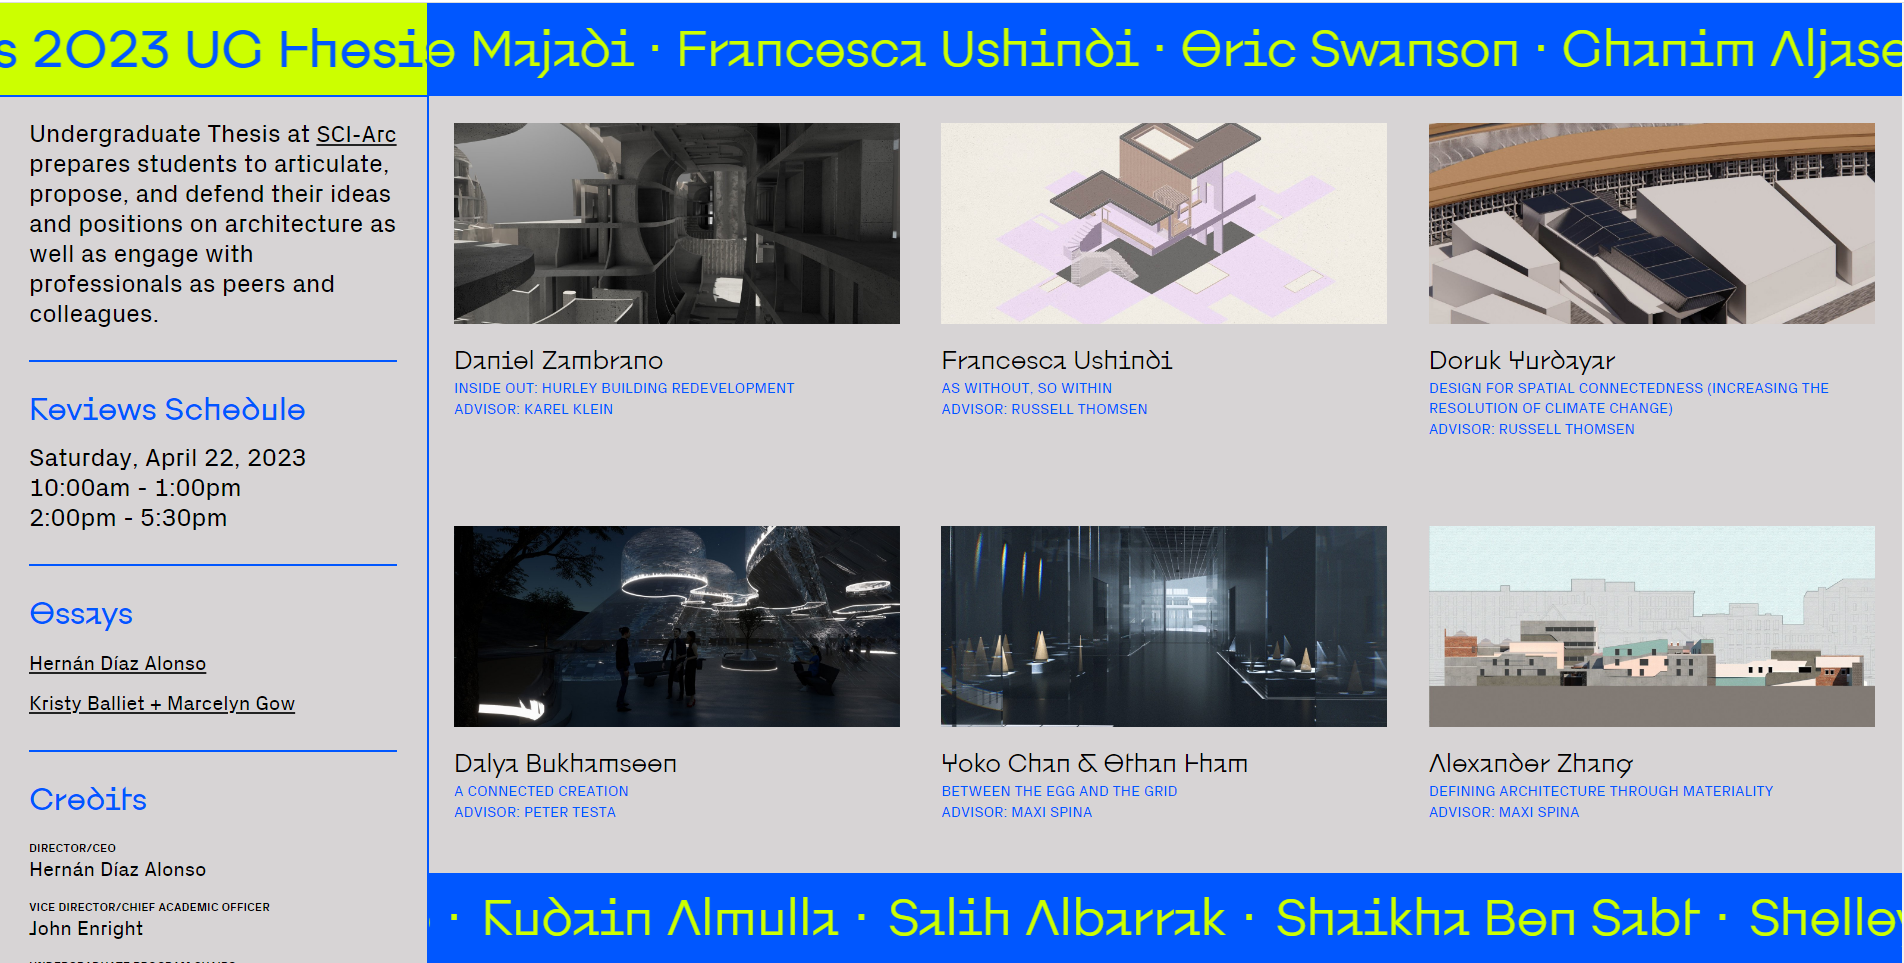 s 2023 UG Thesis
e Majadi · Francesca Ushindi · Eric Swanson · Ghanim Aljase
Undergraduate Thesis at SCI-Arc
prepares students to articulate,
propose, and defend their ideas
and positions on architecture as
well as engage with
professionals as peers and
colleagues.
Reviews Schedule
Saturday, April 22, 2023
10:00am - 1:00pm
2:00pm - 5:30pm
Essays
Hernán Díaz Alonso
Kristy Balliet + Marcelyn Gow
Credits
DIRECTOR/CEO
Hernán Díaz Alonso
VICE DIRECTOR/CHIEF ACADEMIC OFFICER
John Enright
Daniel Zambrano
INSIDE OUT: HURLEY BUILDING REDEVELOPMENT
ADVISOR: KAREL KLEIN
Francesca Ushindi
AS WITHOUT, SO WITHIN
ADVISOR: RUSSELL THOMSEN
Doruk Yurdayar
DESIGN FOR SPATIAL CONNECTEDNESS (INCREASING THE
RESOLUTION OF CLIMATE CHANGE)
ADVISOR: RUSSELL THOMSEN
Dalya Bukhamseen
A CONNECTED CREATION
ADVISOR: PETER TESTA
Yoko Chan & Ethan Tham
BETWEEN THE EGG AND THE GRID
ADVISOR: MAXI SPINA
Alexander Zhang
DEFINING ARCHITECTURE THROUGH MATERIALITY
ADVISOR: MAXI SPINA
· Rudain Almulla · Salih Albarrak · Shaikha Ben Sabt · Shelley